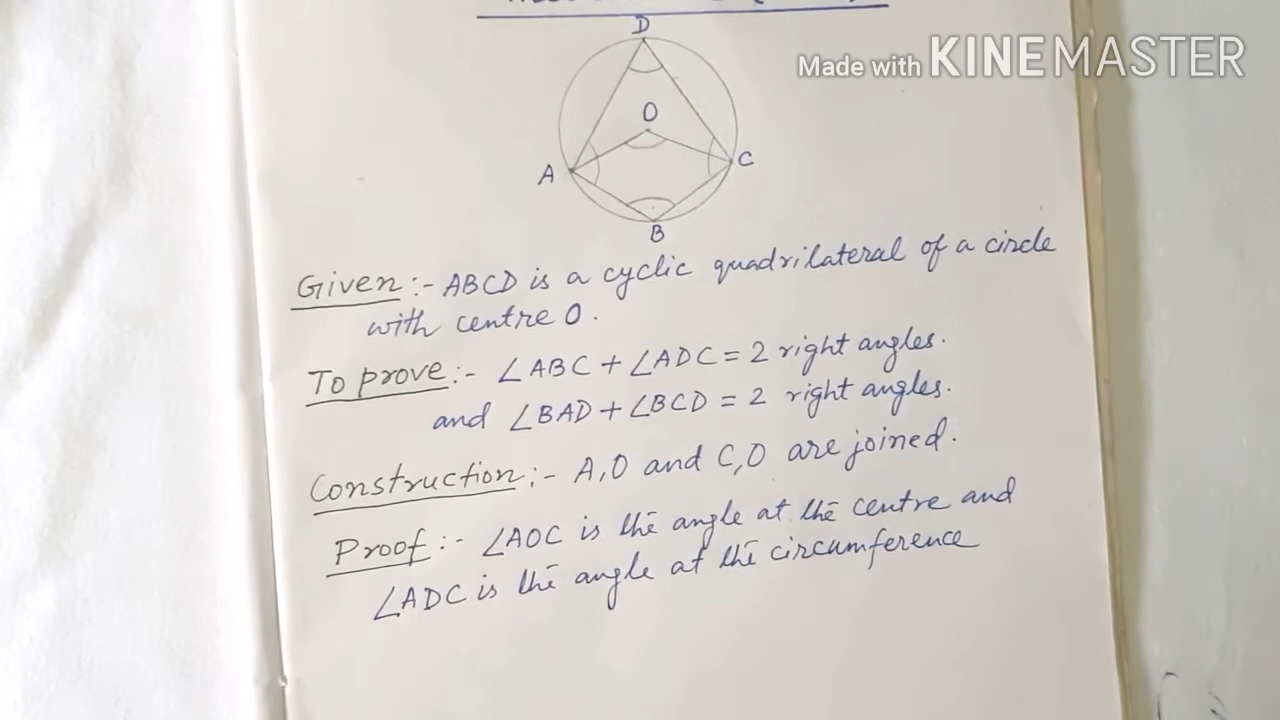 Made with KINEMASTER
D
O
A
C
B
Given :- ABCD is a cyclic quadrilateral of a circle
with centre O.
To prove :- ∠ABC + ∠ADC = 2 right angles.
and ∠BAD + ∠BCD = 2 right angles.
Construction :- A,O and C,O are joined.
Proof :- ∠AOC is the angle at the centre and
∠ADC is the angle at the circumference